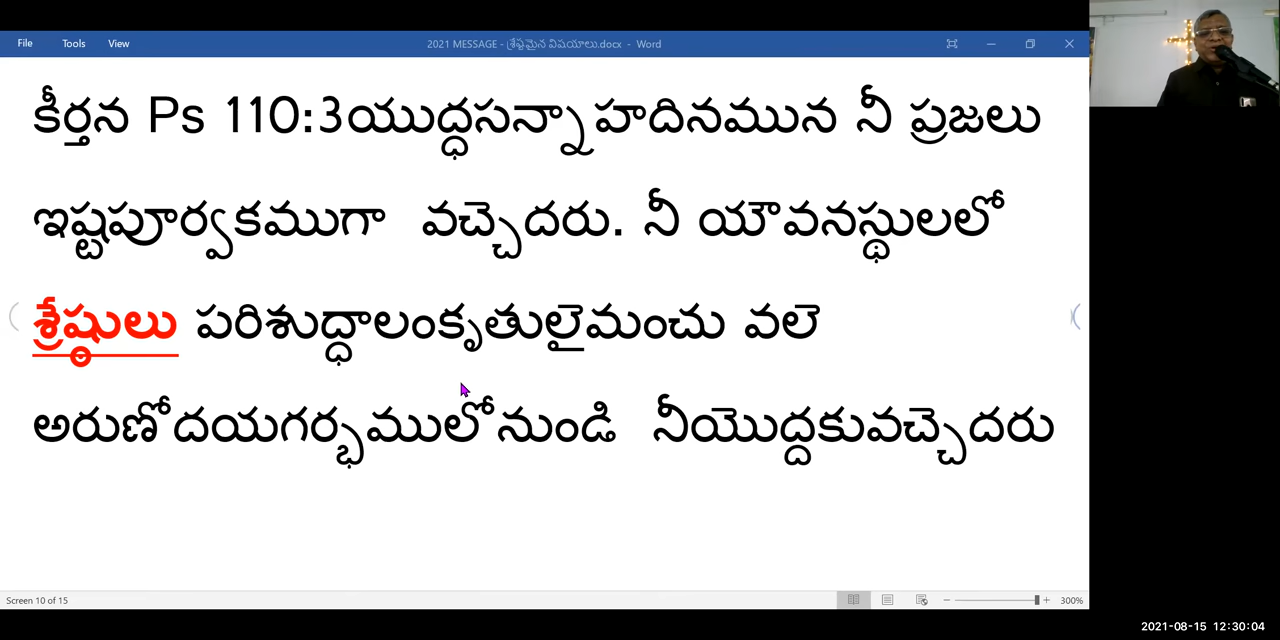 File Tools View 2021 MESSAGE - శ్రేష్టమైన విషయాలు.docx - Word
కీర్తన Ps 110:3యుద్ధసన్నాహదినమున నీ ప్రజలు
ఇష్టపూర్వకముగా వచ్చెదరు. నీ యౌవనస్థులలో
శ్రేష్ఠులు పరిశుద్ధాలంకృతులైమంచు వలె
అరుణోదయగర్భములోనుండి నీయొద్దకువచ్చెదరు
Screen 10 of 15 300%
2021-08-15 12:30:04